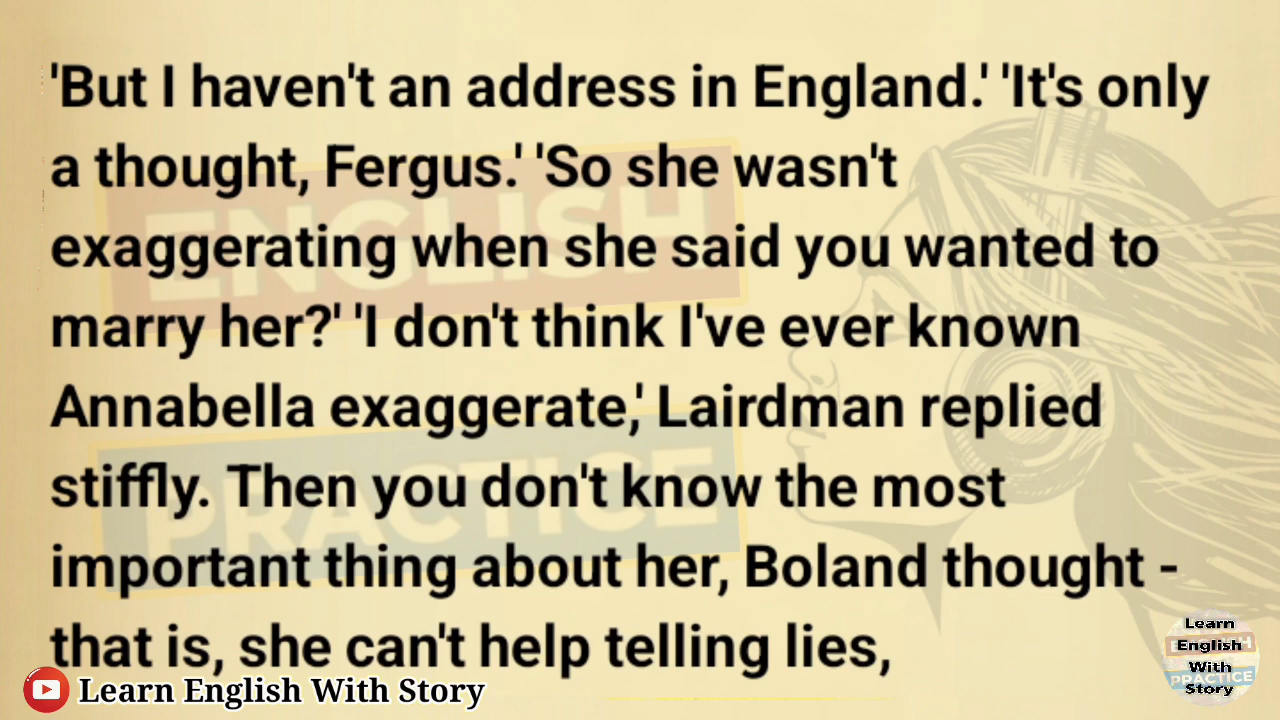 'But I haven't an address in England.' 'It's only
a thought, Fergus.' 'So she wasn't
exaggerating when she said you wanted to
marry her?' 'I don't think I've ever known
Annabella exaggerate,' Lairdman replied
stiffly. Then you don't know the most
important thing about her, Boland thought -
that is, she can't help telling lies,
ENGLISH
PRACTICE
Learn English With Story
Learn
English
With
PRACTICE
Story